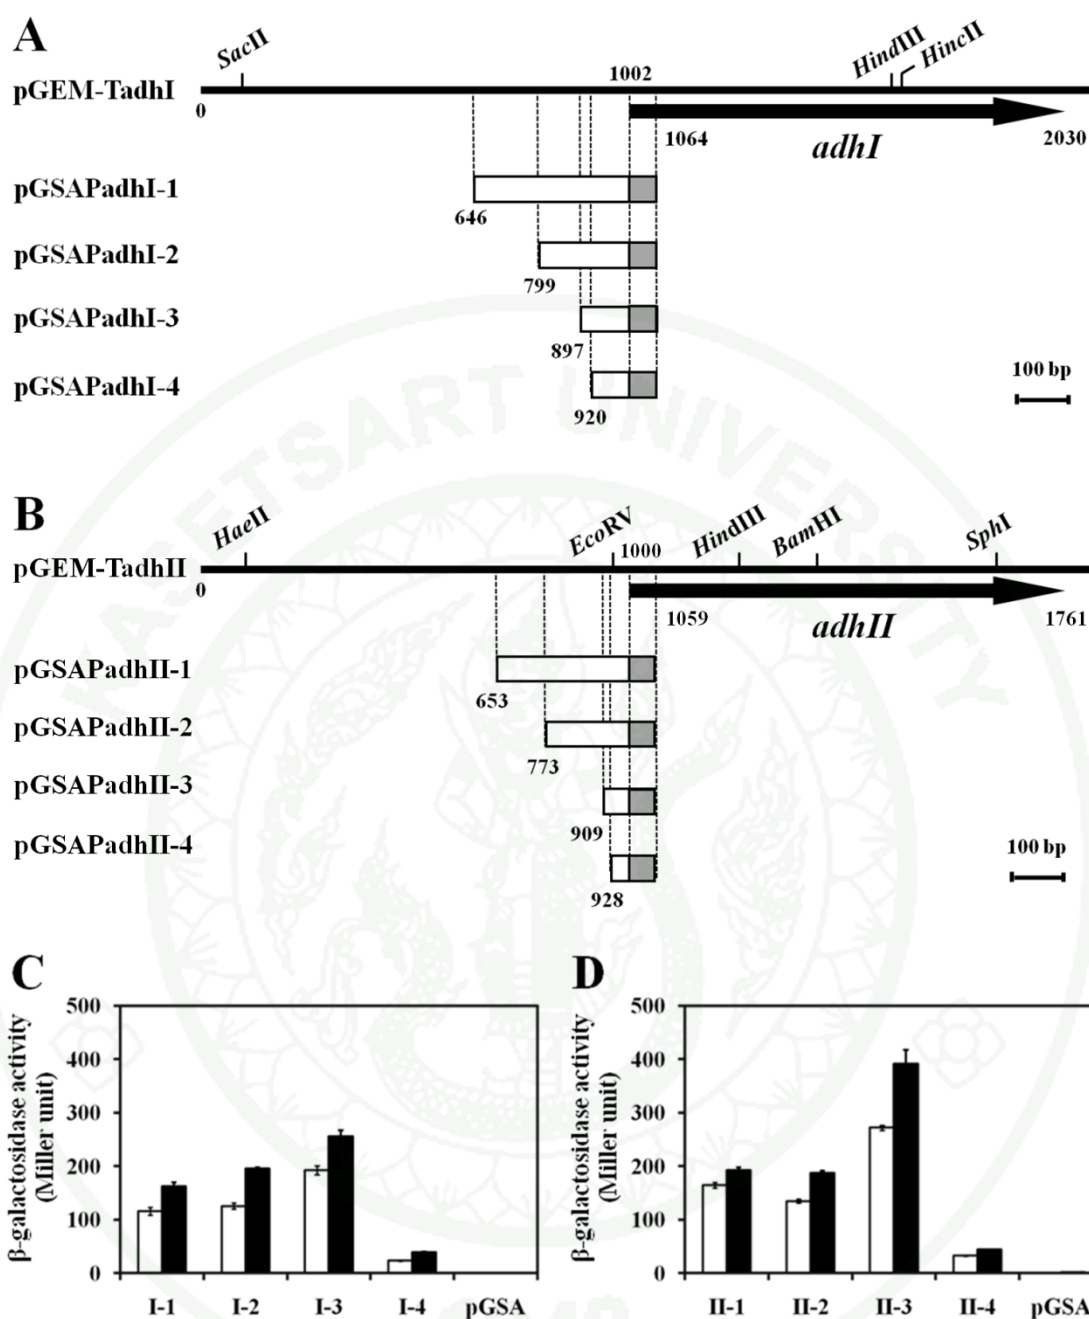 A
SacII
HindIII
HincII
pGEM-TadhI
1002
0
1064
adhI
2030
pGSAPadhI-1
646
pGSAPadhI-2
799
pGSAPadhI-3
897
pGSAPadhI-4
920
100 bp
KASETSART UNIVERSITY
B
HaeII
EcoRV
HindIII
BamHI
SphI
pGEM-TadhII
1000
0
1059
adhII
1761
pGSAPadhII-1
653
pGSAPadhII-2
773
pGSAPadhII-3
909
pGSAPadhII-4
928
100 bp
C
β-galactosidase activity
(Miller unit)
500
400
300
200
100
0
I-1 I-2 I-3 I-4 pGSA
D
β-galactosidase activity
(Miller unit)
500
400
300
200
100
0
II-1 II-2 II-3 II-4 pGSA